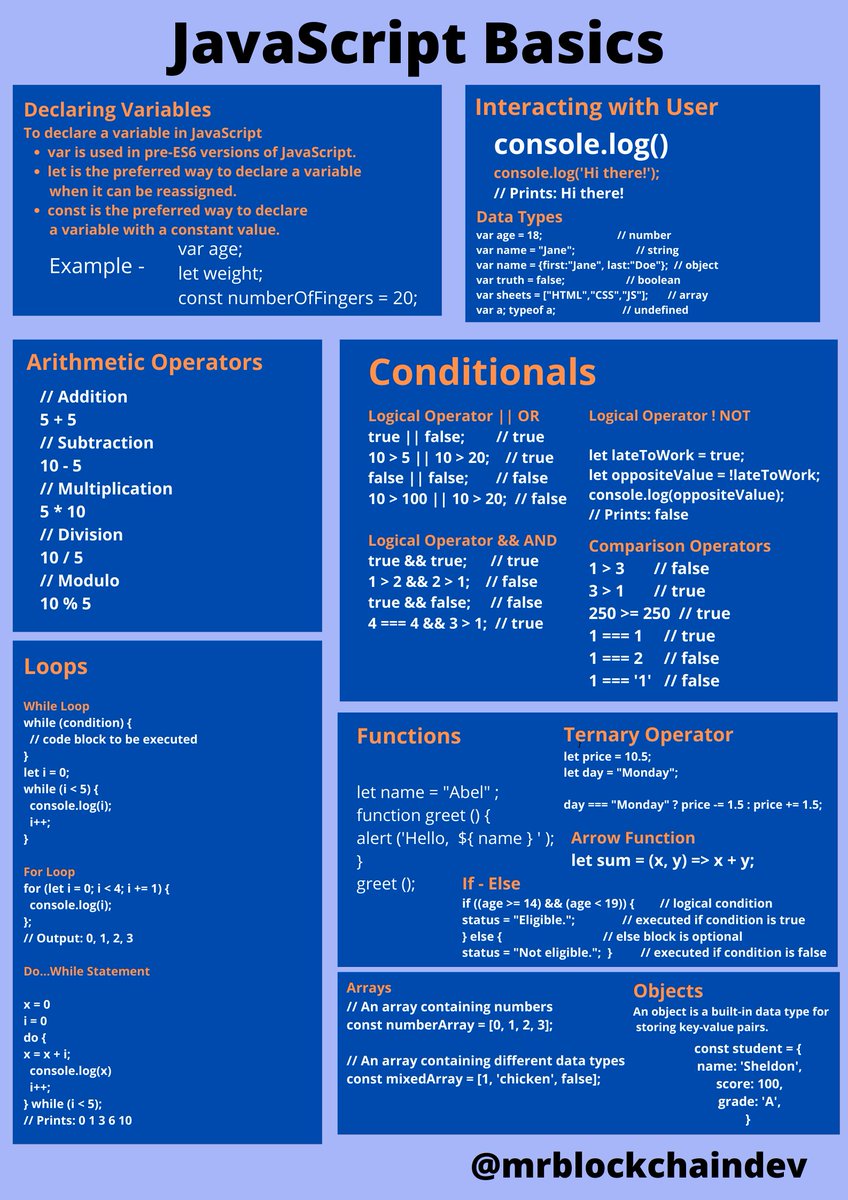 JavaScript Basics
Declaring Variables
To declare a variable in JavaScript
• var is used in pre-ES6 versions of JavaScript.
• let is the preferred way to declare a variable
when it can be reassigned.
• const is the preferred way to declare
a variable with a constant value.
Example -
var age;
let weight;
const numberOfFingers = 20;
Interacting with User
console.log()
console.log('Hi there!');
// Prints: Hi there!
Data Types
var age = 18; // number
var name = "Jane"; // string
var name = {first:"Jane", last:"Doe"}; // object
var truth = false; // boolean
var sheets = ["HTML","CSS","JS"]; // array
var a; typeof a; // undefined
Arithmetic Operators
// Addition
5 + 5
// Subtraction
10 - 5
// Multiplication
5 * 10
// Division
10 / 5
// Modulo
10 % 5
Conditionals
Logical Operator || OR
true || false; // true
10 > 5 || 10 > 20; // true
false || false; // false
10 > 100 || 10 > 20; // false
Logical Operator && AND
true && true; // true
1 > 2 && 2 > 1; // false
true && false; // false
4 === 4 && 3 > 1; // true
Logical Operator ! NOT
let lateToWork = true;
let oppositeValue = !lateToWork;
console.log(oppositeValue);
// Prints: false
Comparison Operators
1 > 3 // false
3 > 1 // true
250 >= 250 // true
1 === 1 // true
1 === 2 // false
1 === '1' // false
Loops
While Loop
while (condition) {
// code block to be executed
}
let i = 0;
while (i < 5) {
console.log(i);
i++;
}
For Loop
for (let i = 0; i < 4; i += 1) {
console.log(i);
};
// Output: 0, 1, 2, 3
Do...While Statement
x = 0
i = 0
do {
x = x + i;
console.log(x)
i++;
} while (i < 5);
// Prints: 0 1 3 6 10
Functions
let name = "Abel" ;
function greet () {
alert ('Hello, ${ name } ' );
}
greet ();
Ternary Operator
let price = 10.5;
let day = "Monday";
day === "Monday" ? price -= 1.5 : price += 1.5;
Arrow Function
let sum = (x, y) => x + y;
If - Else
if ((age >= 14) && (age < 19)) { // logical condition
status = "Eligible."; // executed if condition is true
} else { // else block is optional
status = "Not eligible."; } // executed if condition is false
Arrays
// An array containing numbers
const numberArray = [0, 1, 2, 3];
// An array containing different data types
const mixedArray = [1, 'chicken', false];
Objects
An object is a built-in data type for
storing key-value pairs.
const student = {
name: 'Sheldon',
score: 100,
grade: 'A',
}
@mrblockchaindev